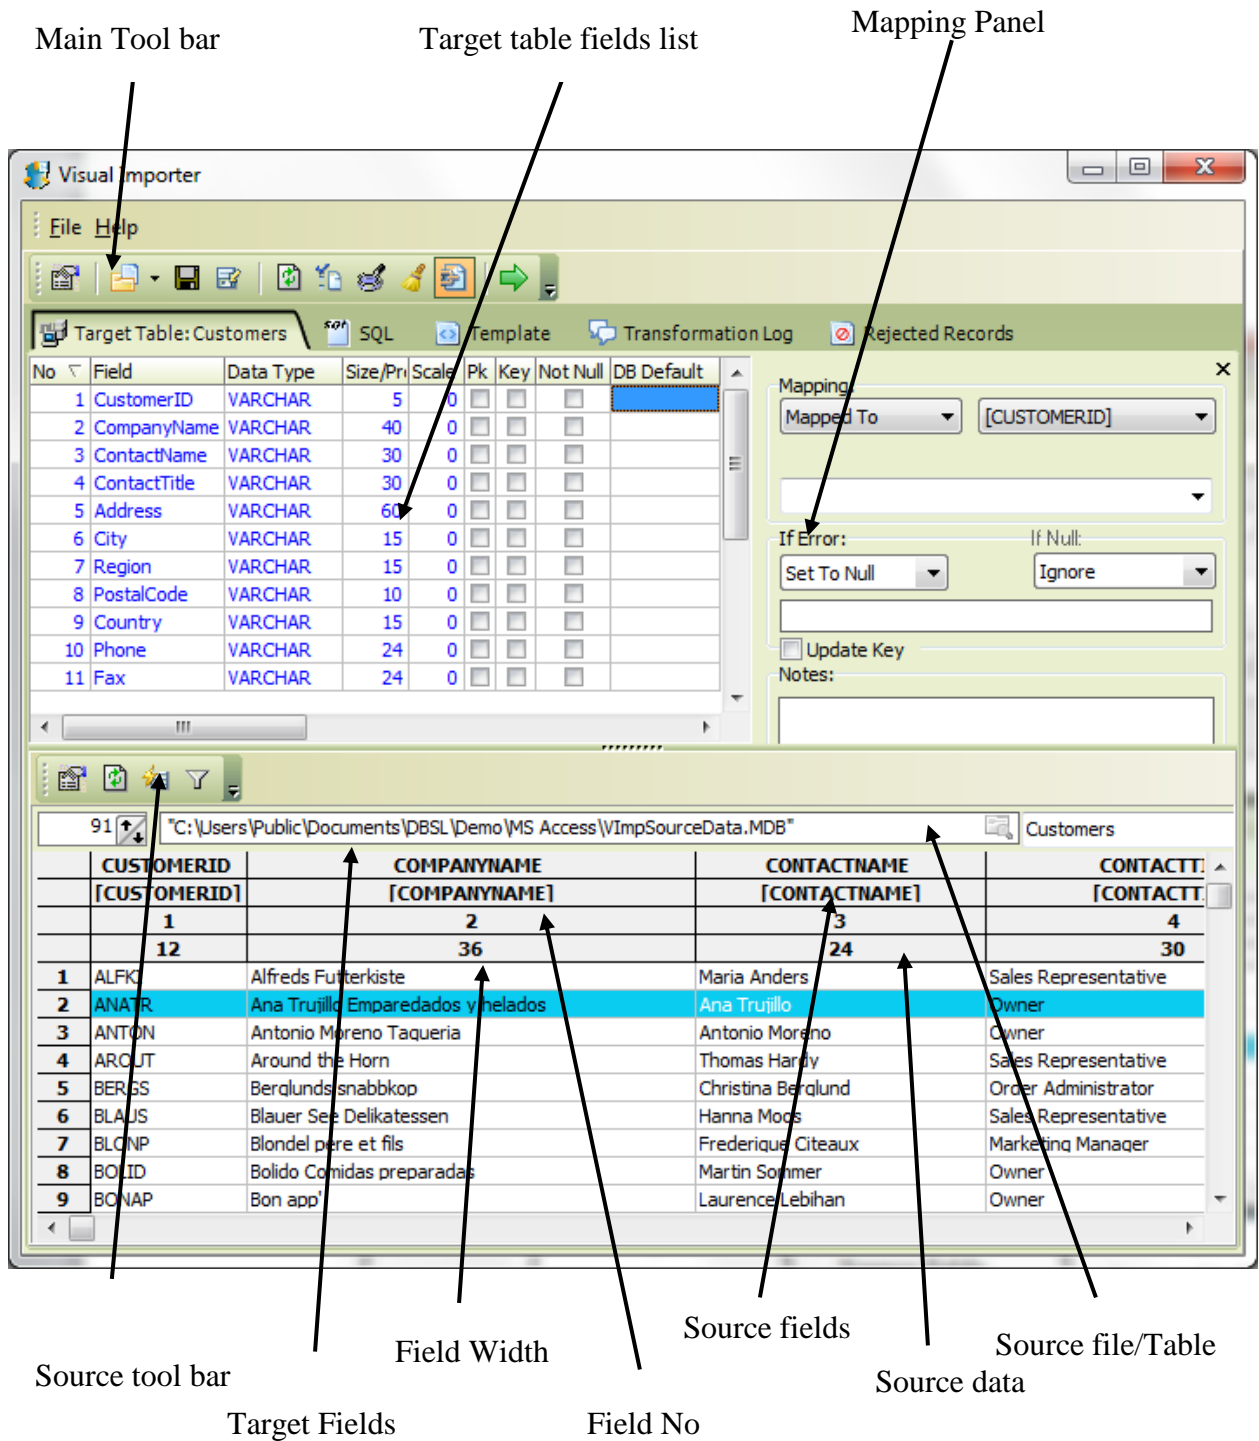 Main Tool bar
Target table fields list
Mapping Panel
Visual Importer
File Help
Target Table: Customers
SQL
Template
Transformation Log
Rejected Records
No Field Data Type Size/Pr Scale Pk Key Not Null DB Default
1 CustomerID VARCHAR 5 0
2 CompanyName VARCHAR 40 0
3 ContactName VARCHAR 30 0
4 ContactTitle VARCHAR 30 0
5 Address VARCHAR 60 0
6 City VARCHAR 15 0
7 Region VARCHAR 15 0
8 PostalCode VARCHAR 10 0
9 Country VARCHAR 15 0
10 Phone VARCHAR 24 0
11 Fax VARCHAR 24 0
Mapping:
Mapped To [CUSTOMERID]
If Error: If Null:
Set To Null Ignore
Update Key
Notes:
91 "C:\Users\Public\Documents\DBSL\Demo\MS Access\VImpSourceData.MDB" Customers
CUSTOMERID COMPANYNAME CONTACTNAME CONTACTTI
[CUSTOMERID] [COMPANYNAME] [CONTACTNAME] [CONTACTT
1 2 3 4
12 36 24 30
1 ALFKI Alfreds Futterkiste Maria Anders Sales Representative
2 ANATR Ana Trujillo Emparedados y helados Ana Trujillo Owner
3 ANTON Antonio Moreno Taqueria Antonio Moreno Owner
4 AROUT Around the Horn Thomas Hardy Sales Representative
5 BERGS Berglunds snabbkop Christina Berglund Order Administrator
6 BLAUS Blauer See Delikatessen Hanna Moos Sales Representative
7 BLONP Blondel pere et fils Frederique Citeaux Marketing Manager
8 BOLID Bolido Comidas preparadas Martin Sommer Owner
9 BONAP Bon app' Laurence Lebihan Owner
Source fields
Field Width
Source file/Table
Source tool bar
Source data
Target Fields
Field No